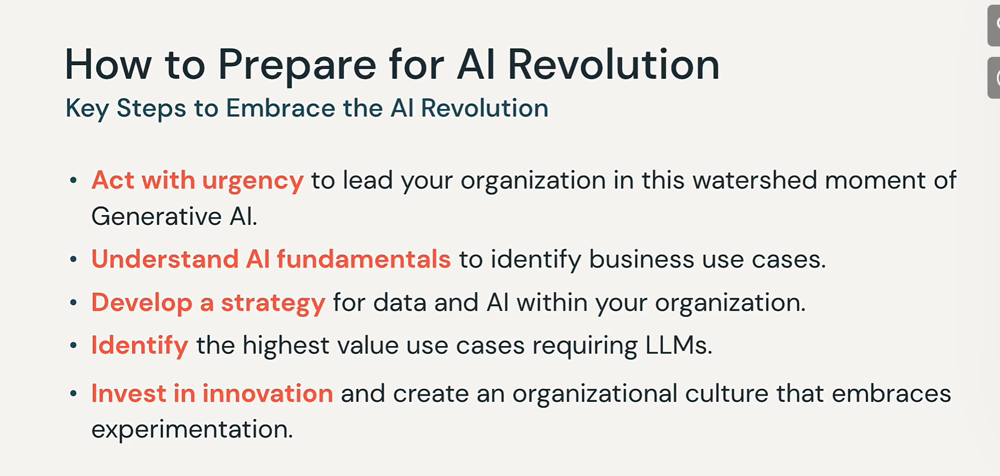 How to Prepare for AI Revolution
Key Steps to Embrace the AI Revolution
• Act with urgency to lead your organization in this watershed moment of
Generative AI.
• Understand AI fundamentals to identify business use cases.
• Develop a strategy for data and AI within your organization.
• Identify the highest value use cases requiring LLMs.
• Invest in innovation and create an organizational culture that embraces
experimentation.